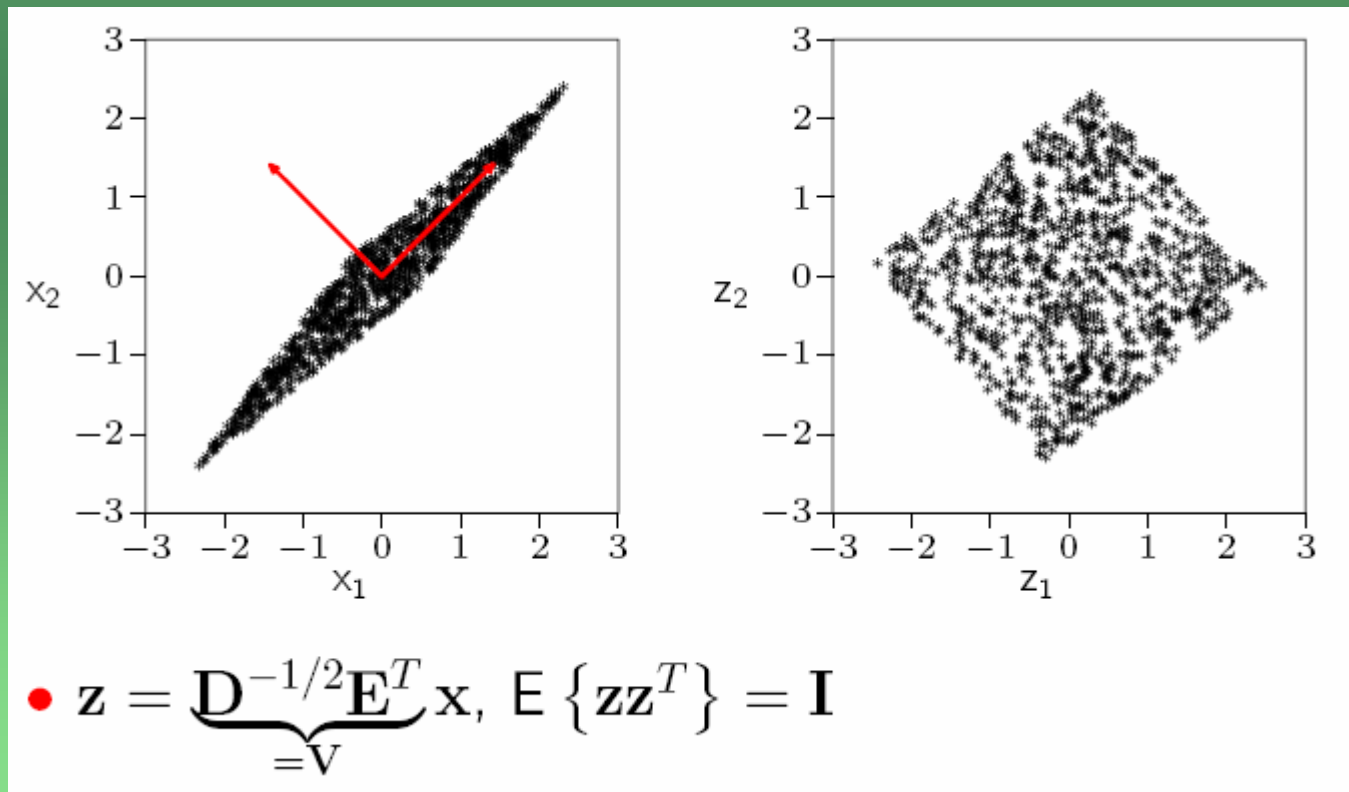 3
2
1
0
−1
−2
−3
x₂
−3 −2 −1 0 1 2 3
x₁
3
2
1
0
−1
−2
−3
z₂
−3 −2 −1 0 1 2 3
z₁
z = D^{−1/2}E^T x, E {zz^T} = I
=V